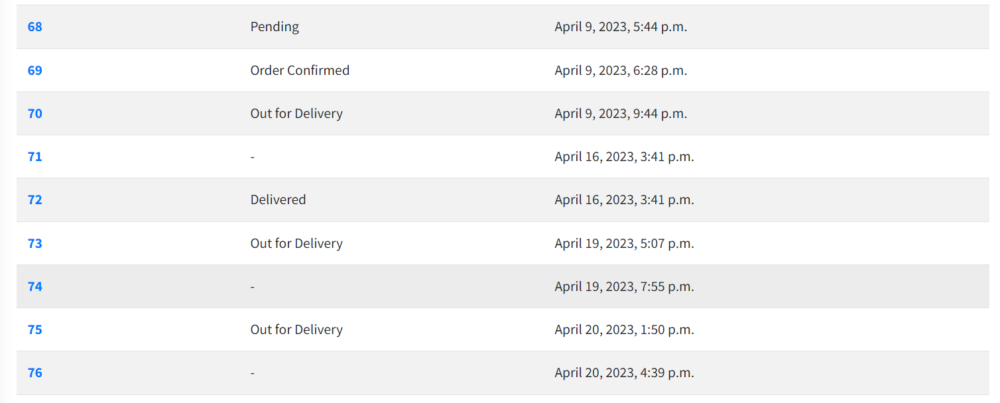 68 Pending April 9, 2023, 5:44 p.m.
69 Order Confirmed April 9, 2023, 6:28 p.m.
70 Out for Delivery April 9, 2023, 9:44 p.m.
71 - April 16, 2023, 3:41 p.m.
72 Delivered April 16, 2023, 3:41 p.m.
73 Out for Delivery April 19, 2023, 5:07 p.m.
74 - April 19, 2023, 7:55 p.m.
75 Out for Delivery April 20, 2023, 1:50 p.m.
76 - April 20, 2023, 4:39 p.m.